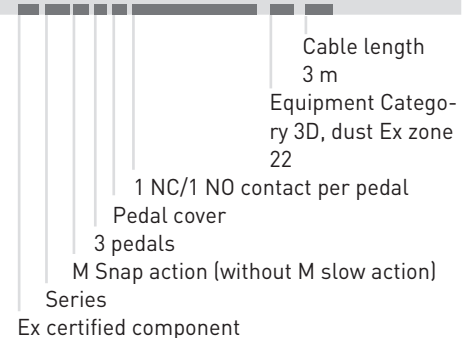 Cable length
3 m
Equipment Catego-
ry 3D, dust Ex zone
22
1 NC/1 NO contact per pedal
Pedal cover
3 pedals
M Snap action (without M slow action)
Series
Ex certified component